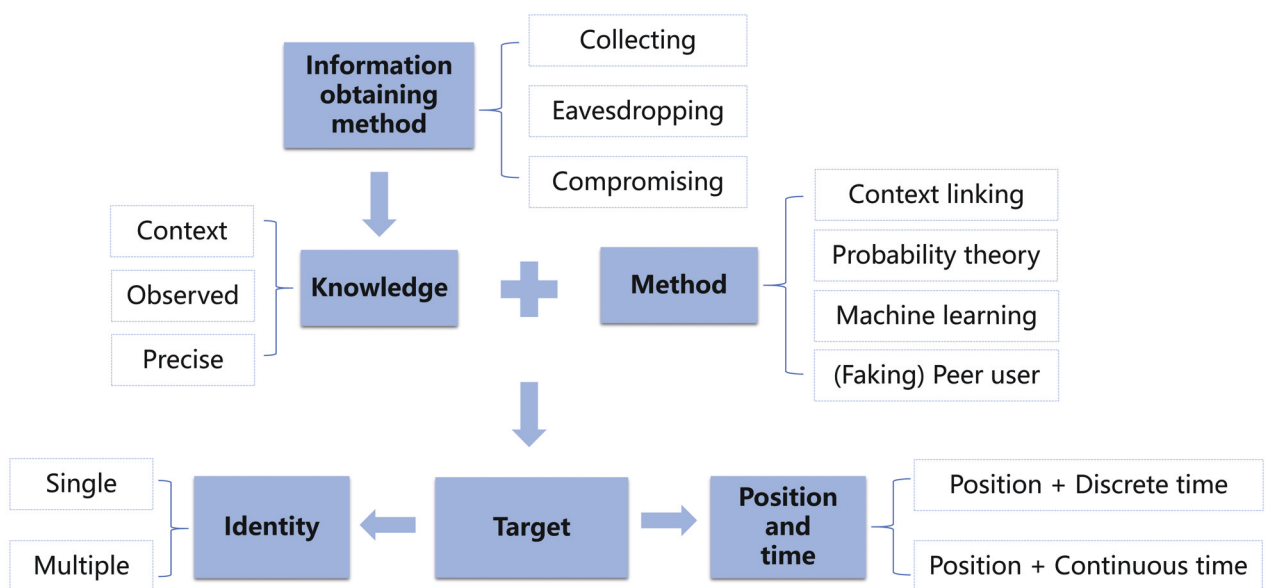 Information
obtaining
method
Collecting
Eavesdropping
Compromising
Context
Observed
Precise
Knowledge
Method
Context linking
Probability theory
Machine learning
(Faking) Peer user
Single
Multiple
Identity
Target
Position
and
time
Position + Discrete time
Position + Continuous time